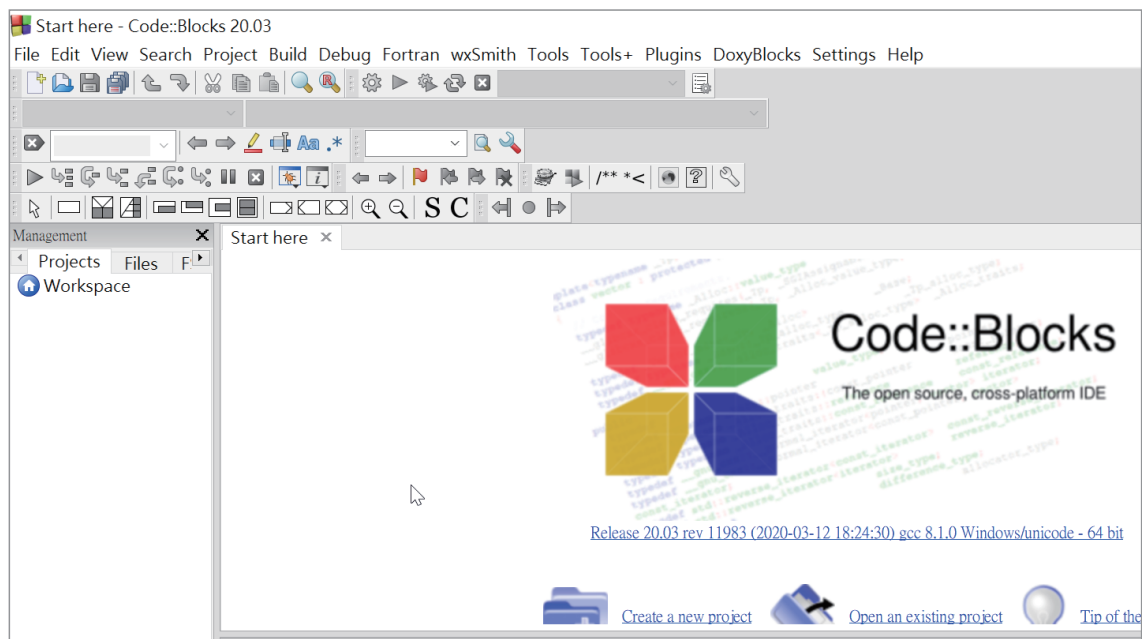 Start here - Code::Blocks 20.03
File Edit View Search Project Build Debug Fortran wxSmith Tools Tools+ Plugins DoxyBlocks Settings Help
Aa .*
/** *<
S C
Management
Start here
Projects Files F
Workspace
Code::Blocks
The open source, cross-platform IDE
Release 20.03 rev 11983 (2020-03-12 18:24:30) gcc 8.1.0 Windows/unicode - 64 bit
Create a new project Open an existing project Tip of the